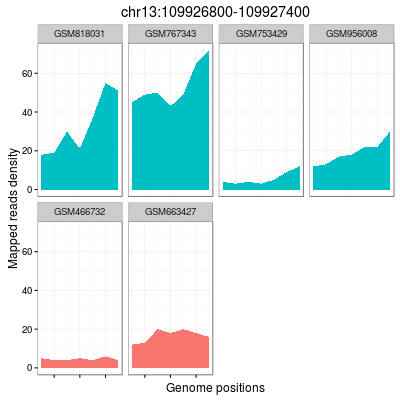 chr13:109926800-109927400
GSM818031 GSM767343 GSM753429 GSM956008
60
40
20
0
GSM466732 GSM663427
60
40
20
0
Mapped reads density
Genome positions